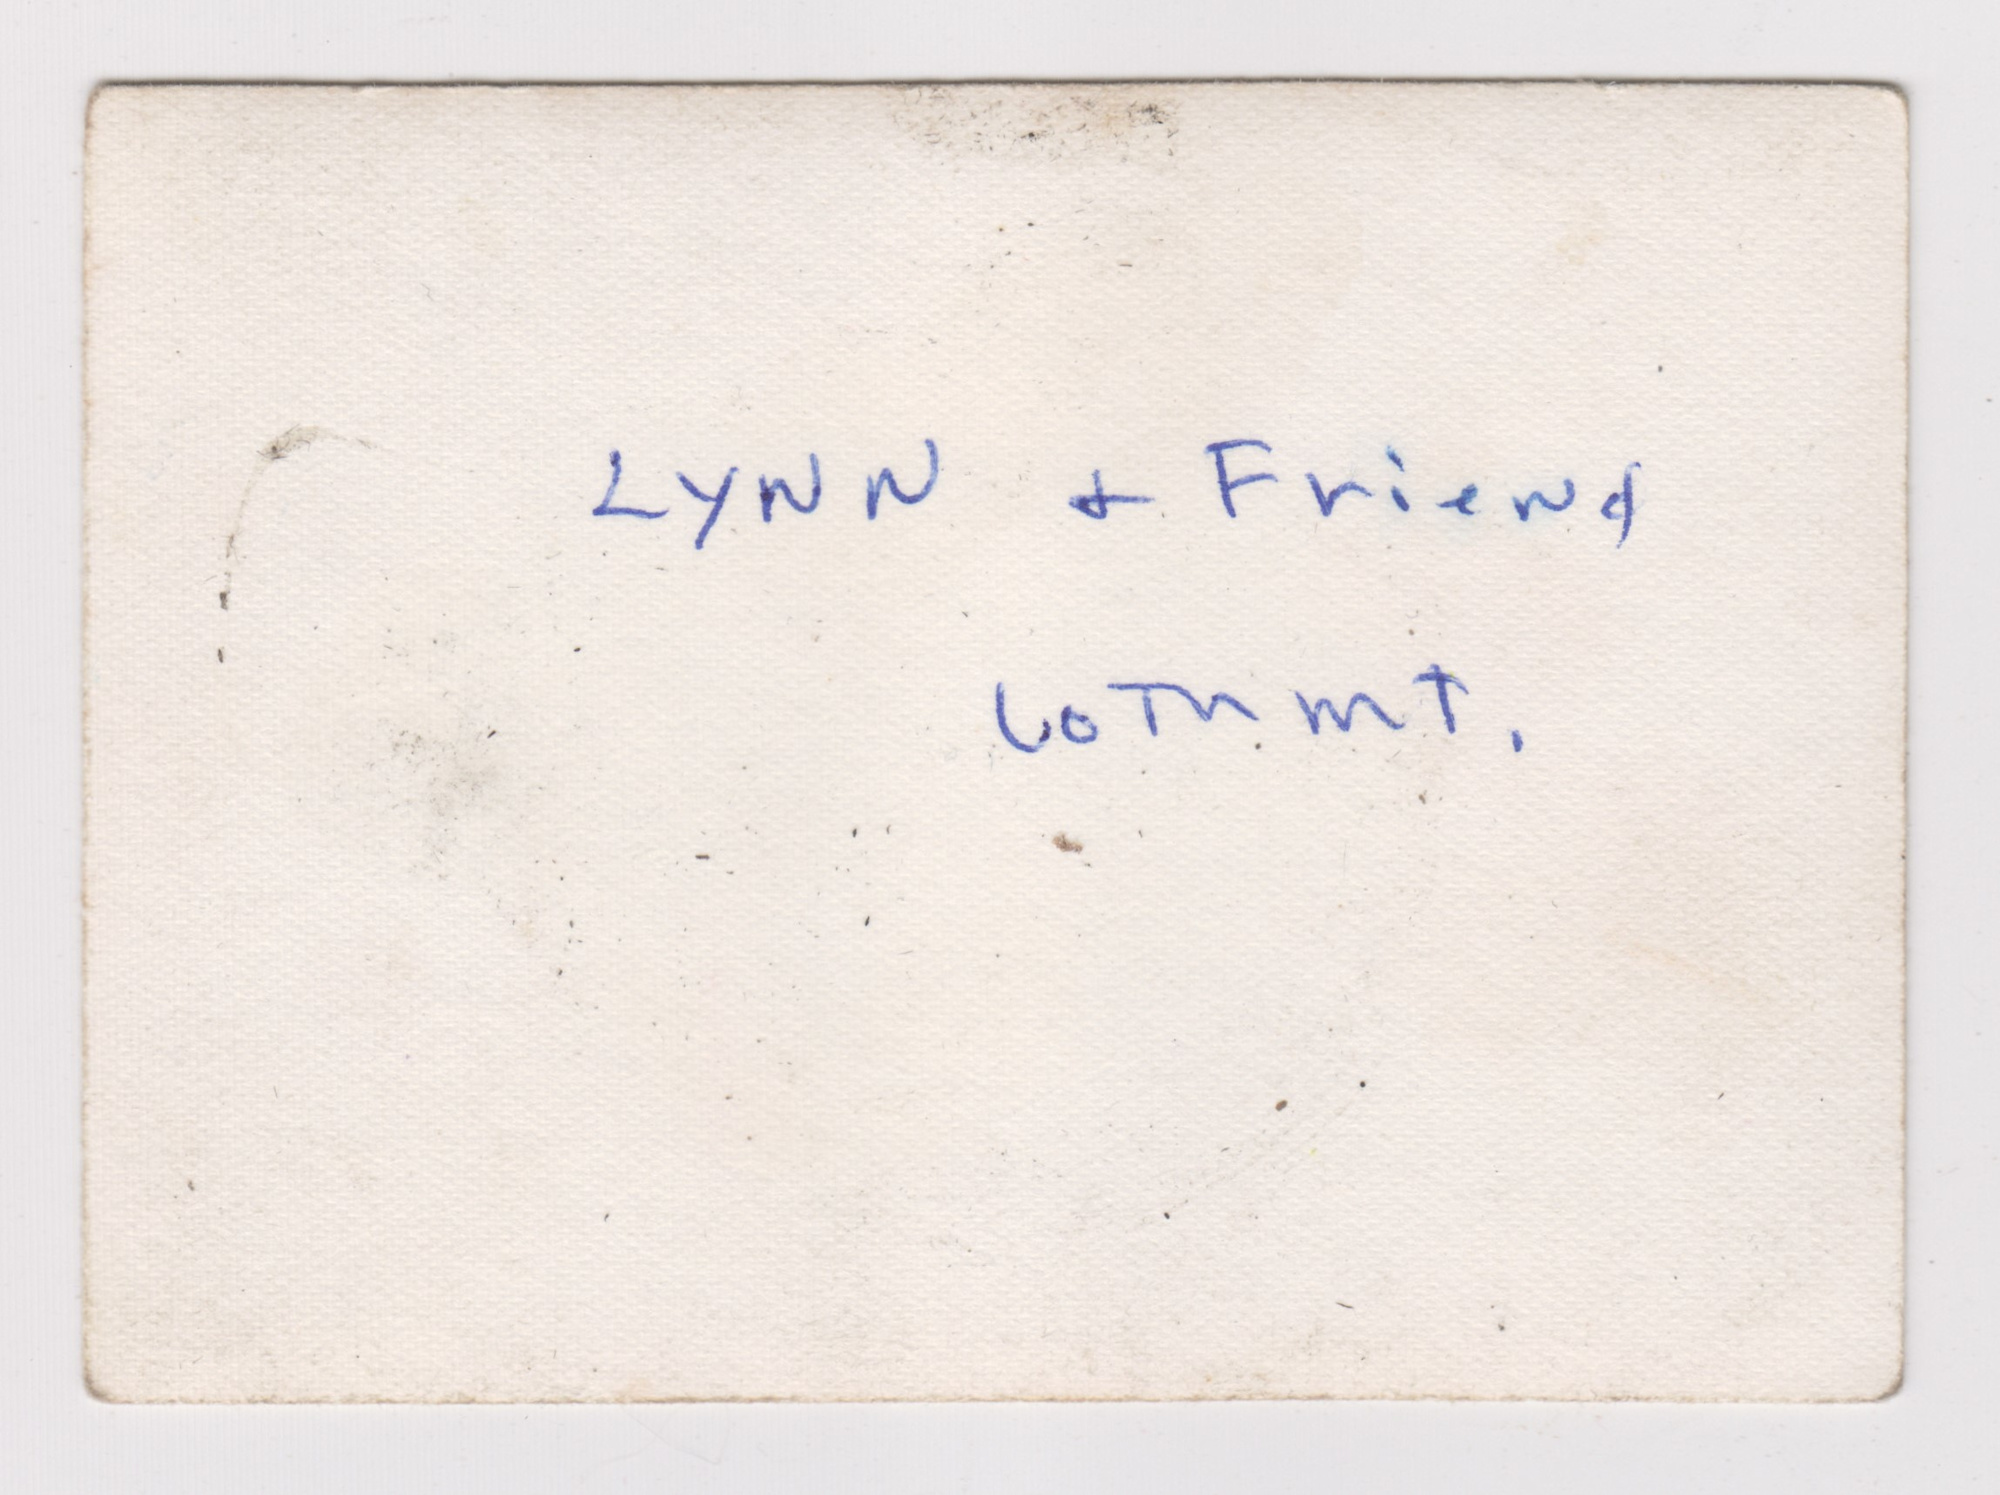 LYNN & Friend
60Th mT.